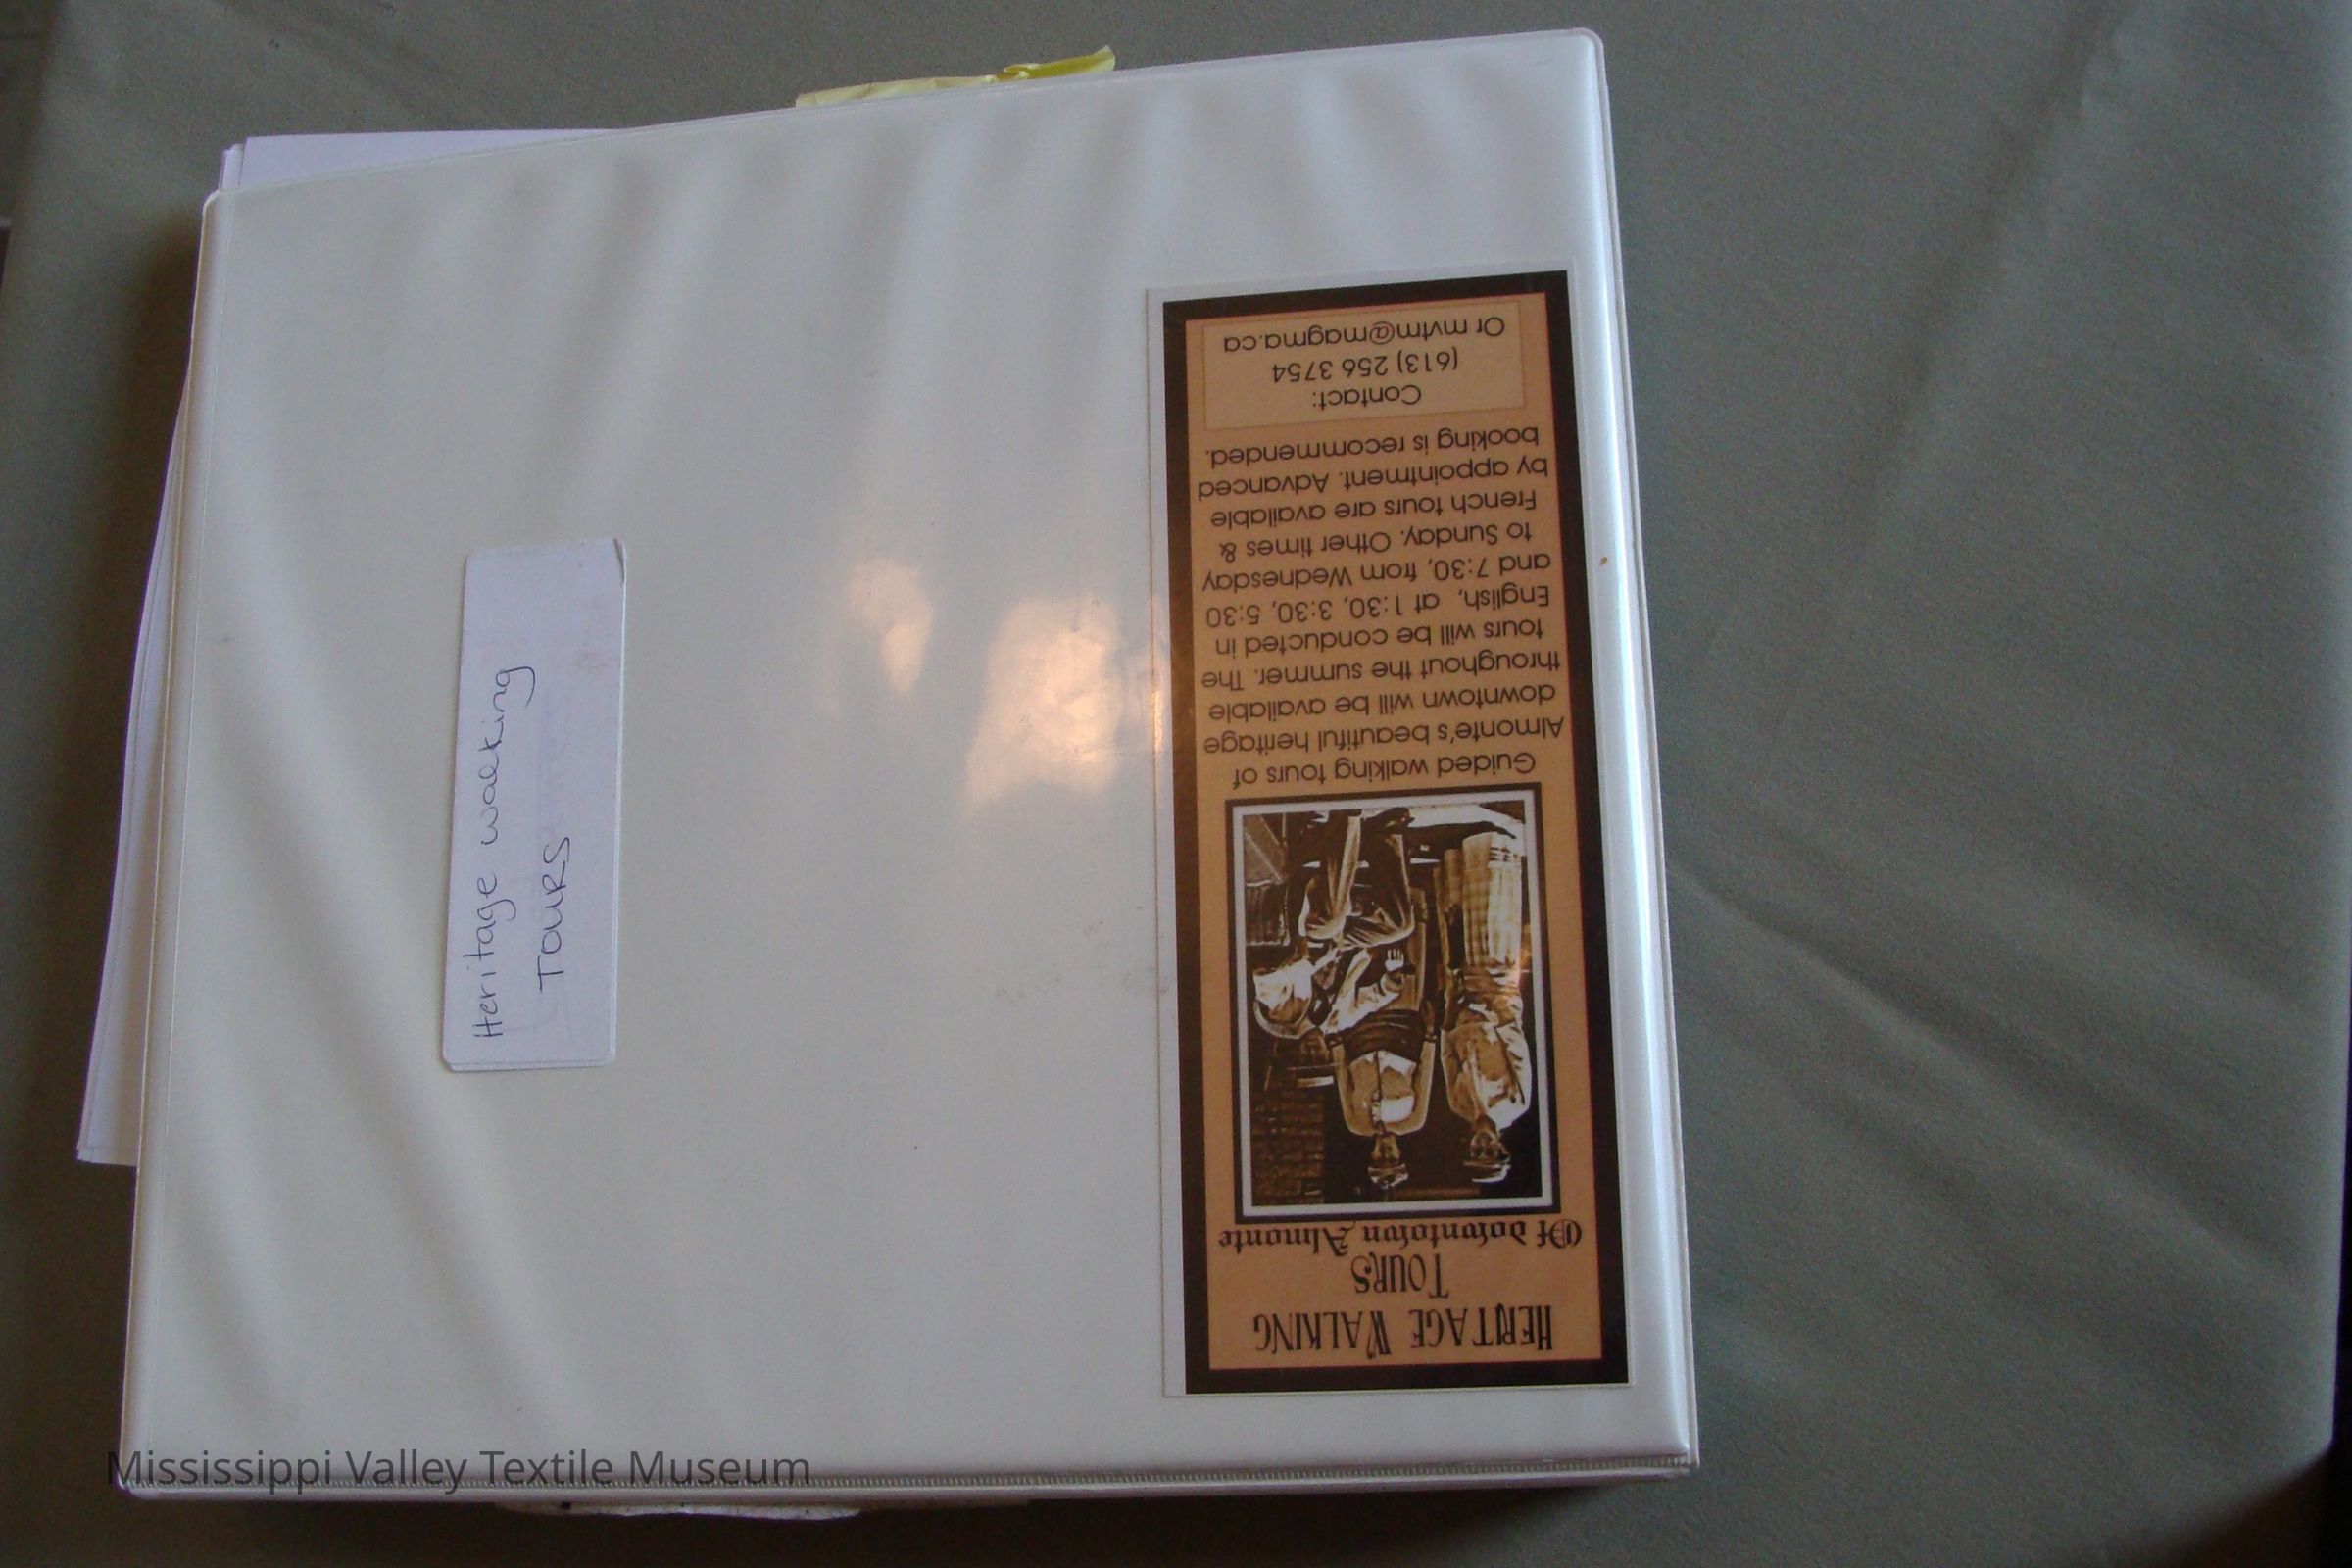 Heritage walking
TOURS
HERITAGE WALKING
TOURS
Of downtown Almonte
Guided walking tours of
Almonte's beautiful heritage
downtown will be available
throughout the summer. The
tours will be conducted in
English, at 1:30, 3:30, 5:30
and 7:30, from Wednesday
to Sunday. Other times &
French tours are available
by appointment. Advanced
booking is recommended.
Contact:
(613) 256 3754
Or mvtm@magma.ca
Mississippi Valley Textile Museum